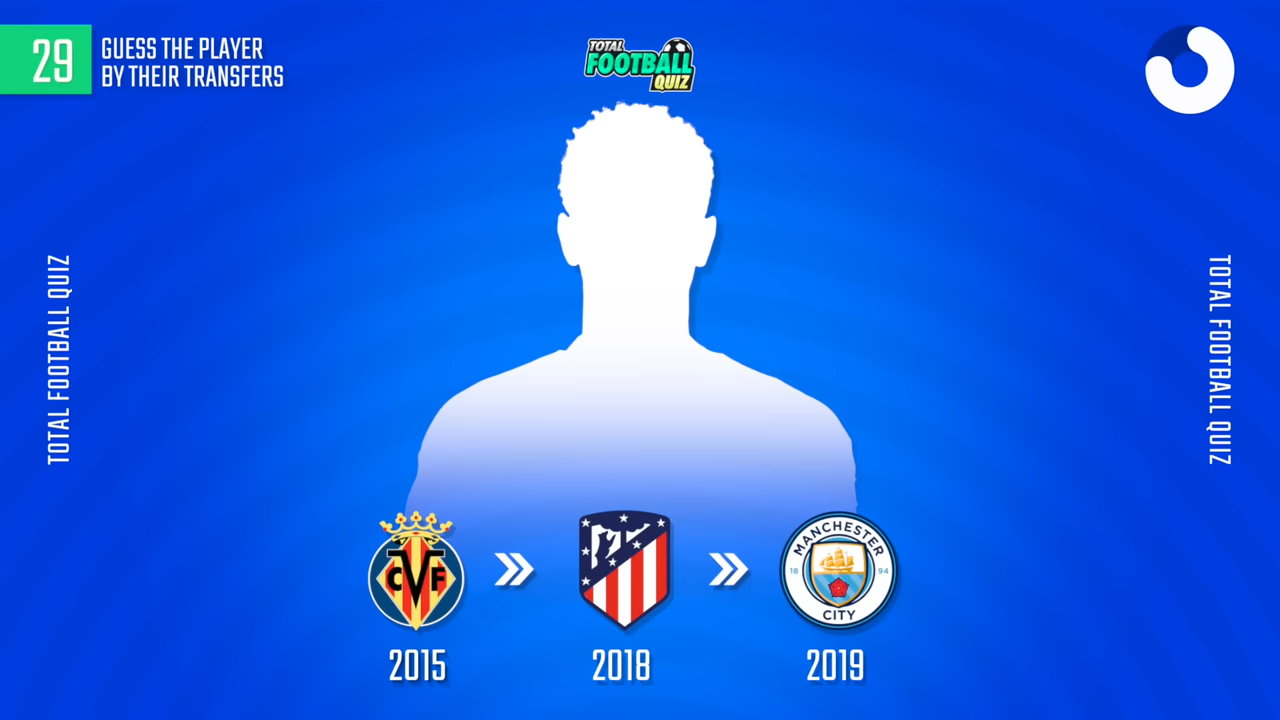 29
GUESS THE PLAYER
BY THEIR TRANSFERS
TOTAL
FOOTBALL
QUIZ
TOTAL FOOTBALL QUIZ
TOTAL FOOTBALL QUIZ
CVF
MANCHESTER
18 94
CITY
2015
2018
2019